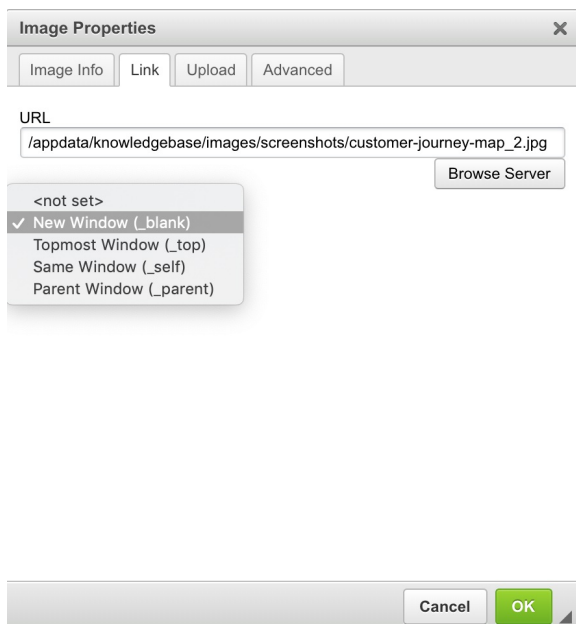 Image Properties
Image Info Link Upload Advanced
URL
/appdata/knowledgebase/images/screenshots/customer-journey-map_2.jpg
Browse Server
<not set>
New Window (_blank)
Topmost Window (_top)
Same Window (_self)
Parent Window (_parent)
Cancel OK